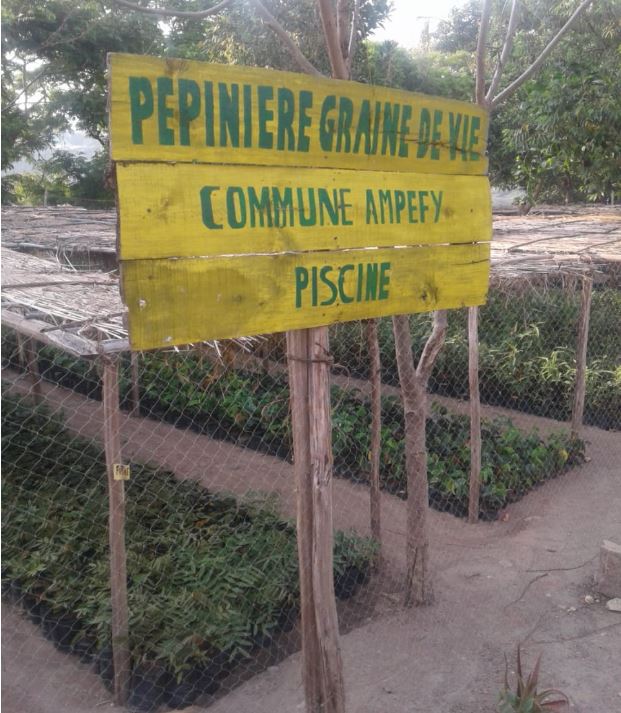 PEPINIERE GRAINE DE VIE
COMMUNE AMPEFY
PISCINE